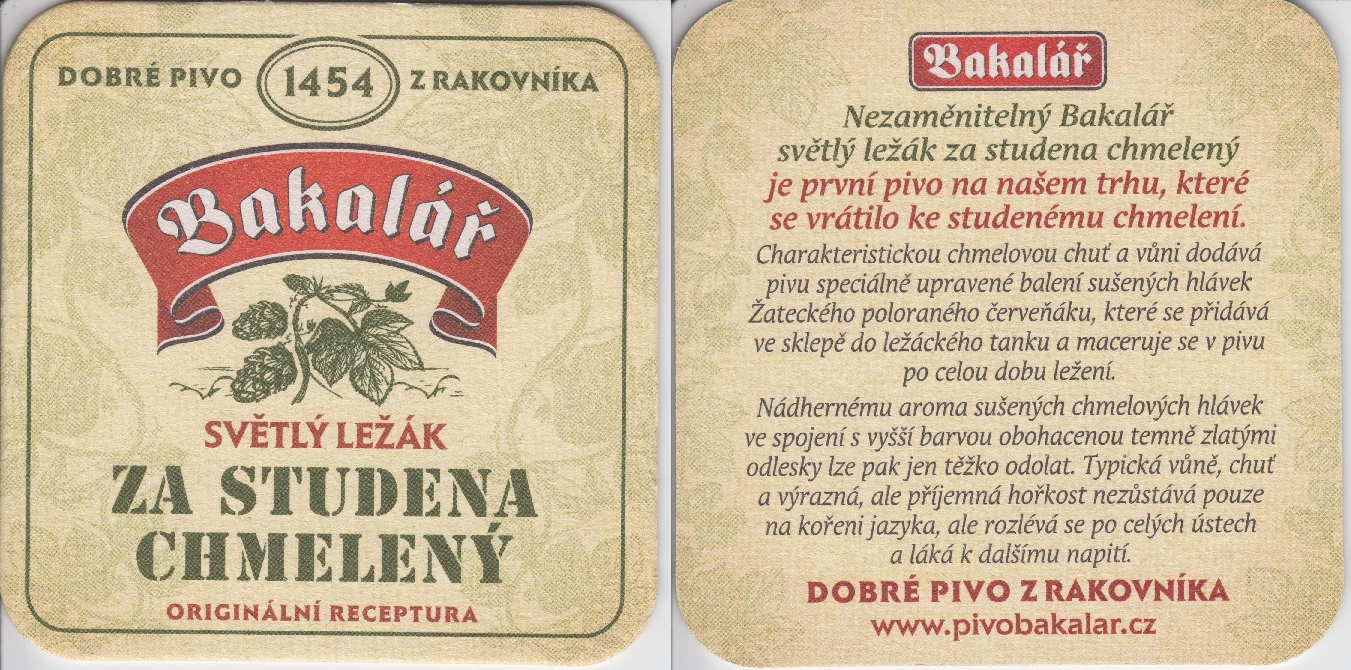 DOBRÉ PIVO 1454 Z RAKOVNÍKA
Bakalář
SVĚTLÝ LEŽÁK
ZA STUDENA
CHMELENÝ
ORIGINÁLNÍ RECEPTURA
Bakalář
Nezaměnitelný Bakalář
světlý ležák za studena chmelený
je první pivo na našem trhu, které
se vrátilo ke studenému chmelení.
Charakteristickou chmelovou chuť a vůni dodává
pivu speciálně upravené balení sušených hlávek
Žateckého poloraného červeňáku, které se přidává
ve sklepě do ležáckého tanku a maceruje se v pivu
po celou dobu ležení.
Nádhernému aroma sušených chmelových hlávek
ve spojení s vyšší barvou obohacenou temně zlatými
odlesky lze pak jen těžko odolat. Typická vůně, chuť
a výrazná, ale příjemná hořkost nezůstává pouze
na kořeni jazyka, ale rozlévá se po celých ústech
a láká k dalšímu napití.
DOBRÉ PIVO Z RAKOVNÍKA
www.pivobakalar.cz